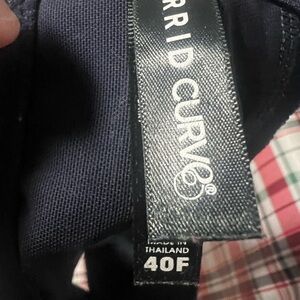 RRID CURVE®
MADE IN
THAILAND
40F